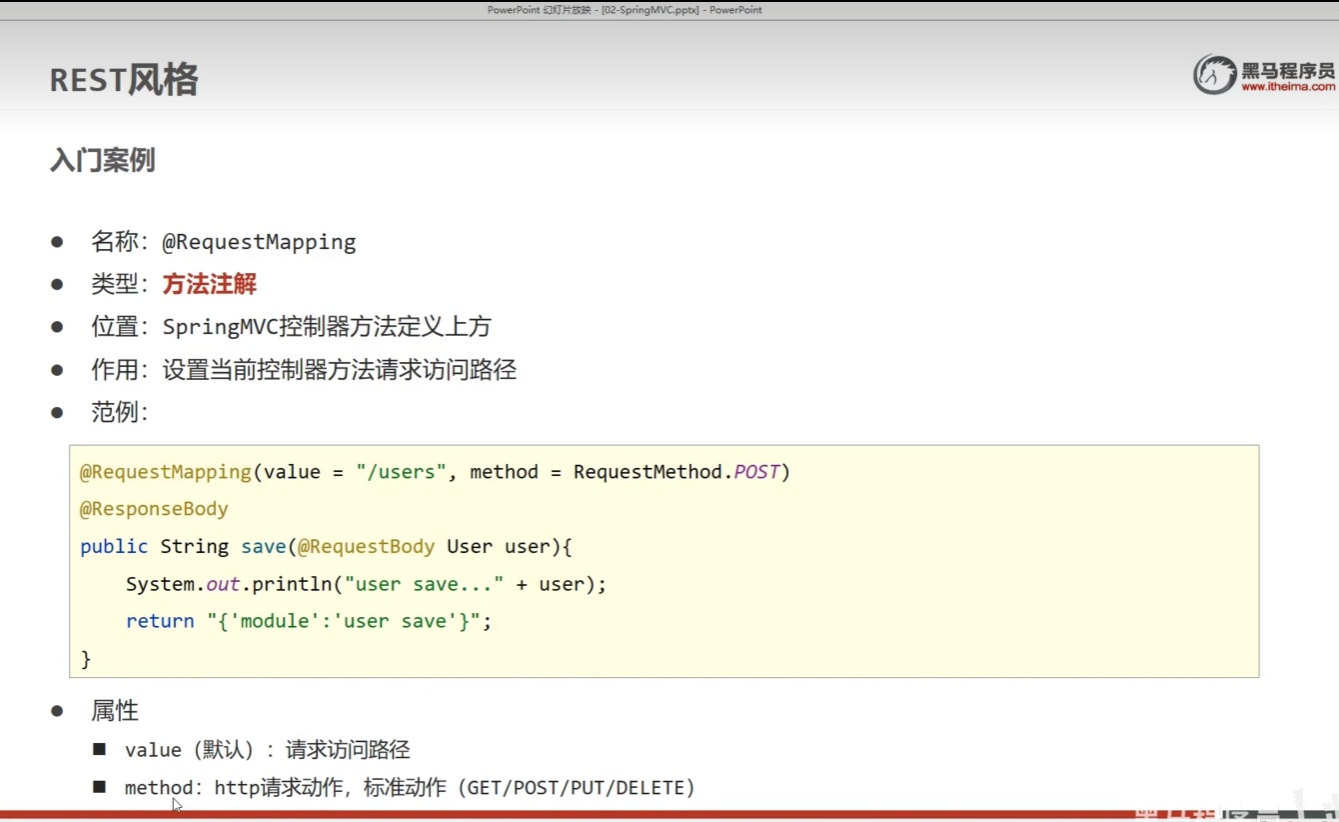 PowerPoint 幻灯片放映 - [02-SpringMVC.pptx] - PowerPoint
REST风格
黑马程序员
www.itheima.com
入门案例
● 名称：@RequestMapping
● 类型：方法注解
● 位置：SpringMVC控制器方法定义上方
● 作用：设置当前控制器方法请求访问路径
● 范例：
@RequestMapping(value = "/users", method = RequestMethod.POST)
@ResponseBody
public String save(@RequestBody User user){
    System.out.println("user save..." + user);
    return "{'module':'user save'}";
}
● 属性
■ value（默认）：请求访问路径
■ method：http请求动作，标准动作（GET/POST/PUT/DELETE）